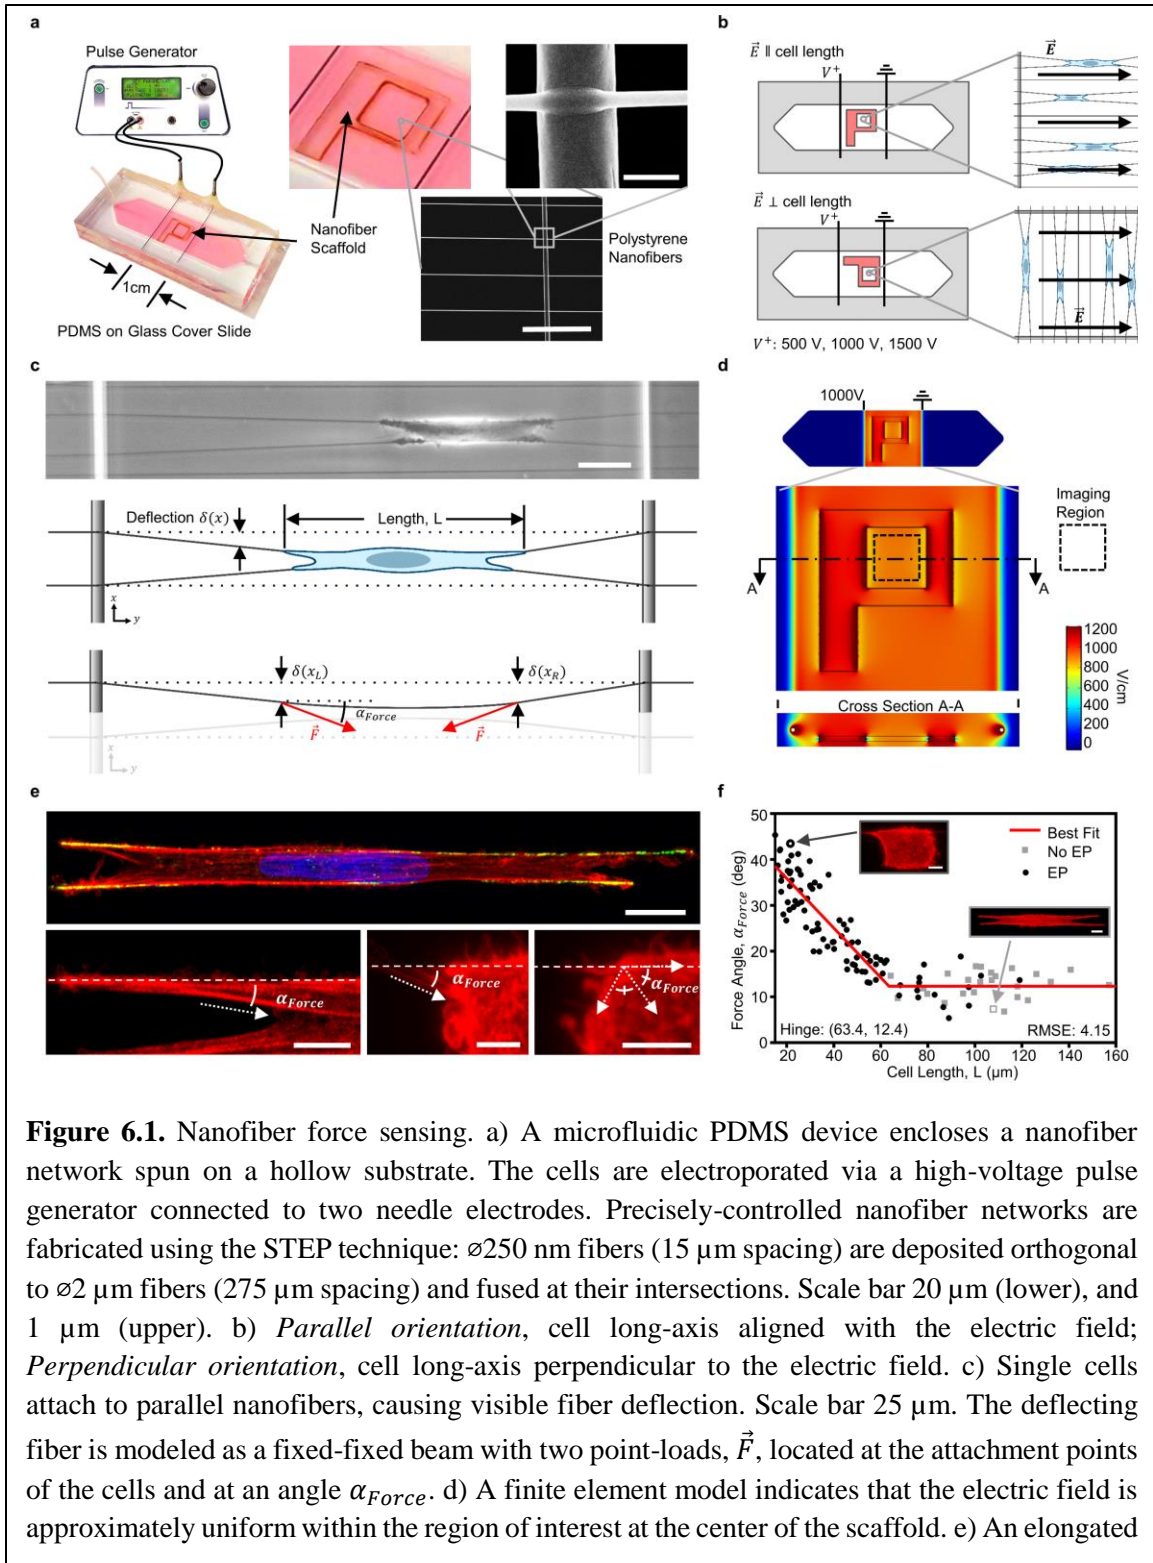 a
Pulse Generator
Nanofiber
Scaffold
Polystyrene
Nanofibers
1cm
PDMS on Glass Cover Slide
b
E⃗ ∥ cell length
V⁺
E⃗
E⃗ ⊥ cell length
V⁺
E⃗
V⁺: 500 V, 1000 V, 1500 V
c
Deflection δ(x)
Length, L
x
y
δ(x_L)
δ(x_R)
α_Force
F⃗
F⃗
x
y
d
1000V
Imaging
Region
A
A
Cross Section A-A
1200
1000
800
600
400
200
0
V/cm
e
α_Force
α_Force
α_Force
f
50
40
30
20
10
0
Force Angle, α_Force (deg)
Best Fit
No EP
EP
Hinge: (63.4, 12.4)
RMSE: 4.15
20 40 60 80 100 120 140 160
Cell Length, L (µm)
Figure 6.1. Nanofiber force sensing. a) A microfluidic PDMS device encloses a nanofiber
network spun on a hollow substrate. The cells are electroporated via a high-voltage pulse
generator connected to two needle electrodes. Precisely-controlled nanofiber networks are
fabricated using the STEP technique: ⌀250 nm fibers (15 µm spacing) are deposited orthogonal
to ⌀2 µm fibers (275 µm spacing) and fused at their intersections. Scale bar 20 µm (lower), and
1 µm (upper). b) Parallel orientation, cell long-axis aligned with the electric field;
Perpendicular orientation, cell long-axis perpendicular to the electric field. c) Single cells
attach to parallel nanofibers, causing visible fiber deflection. Scale bar 25 µm. The deflecting
fiber is modeled as a fixed-fixed beam with two point-loads, F⃗, located at the attachment points
of the cells and at an angle α_Force. d) A finite element model indicates that the electric field is
approximately uniform within the region of interest at the center of the scaffold. e) An elongated